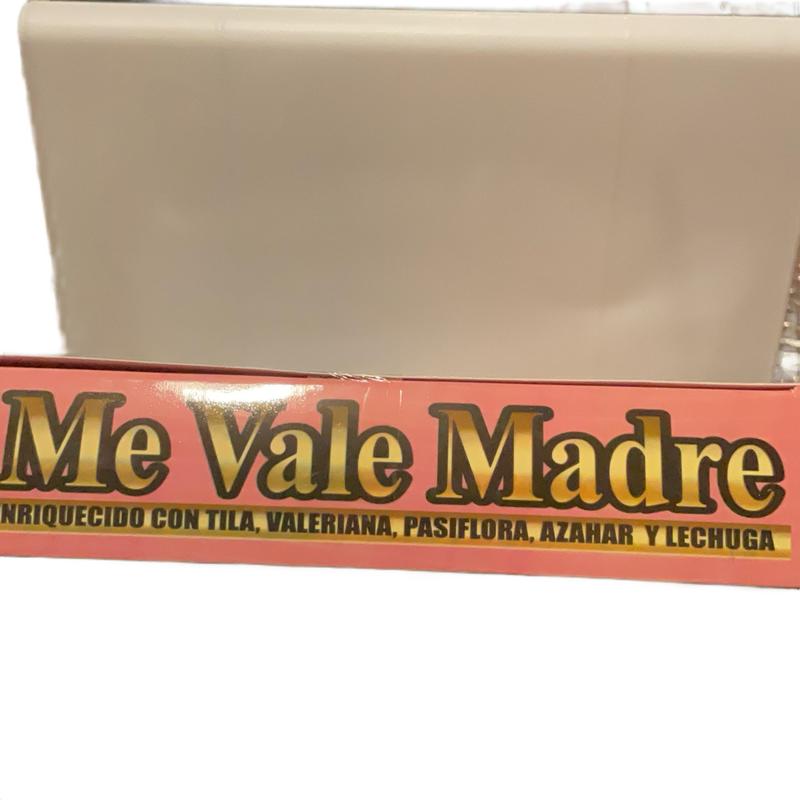 Me Vale Madre
NRIQUECIDO CON TILA, VALERIANA, PASIFLORA, AZAHAR Y LECHUGA